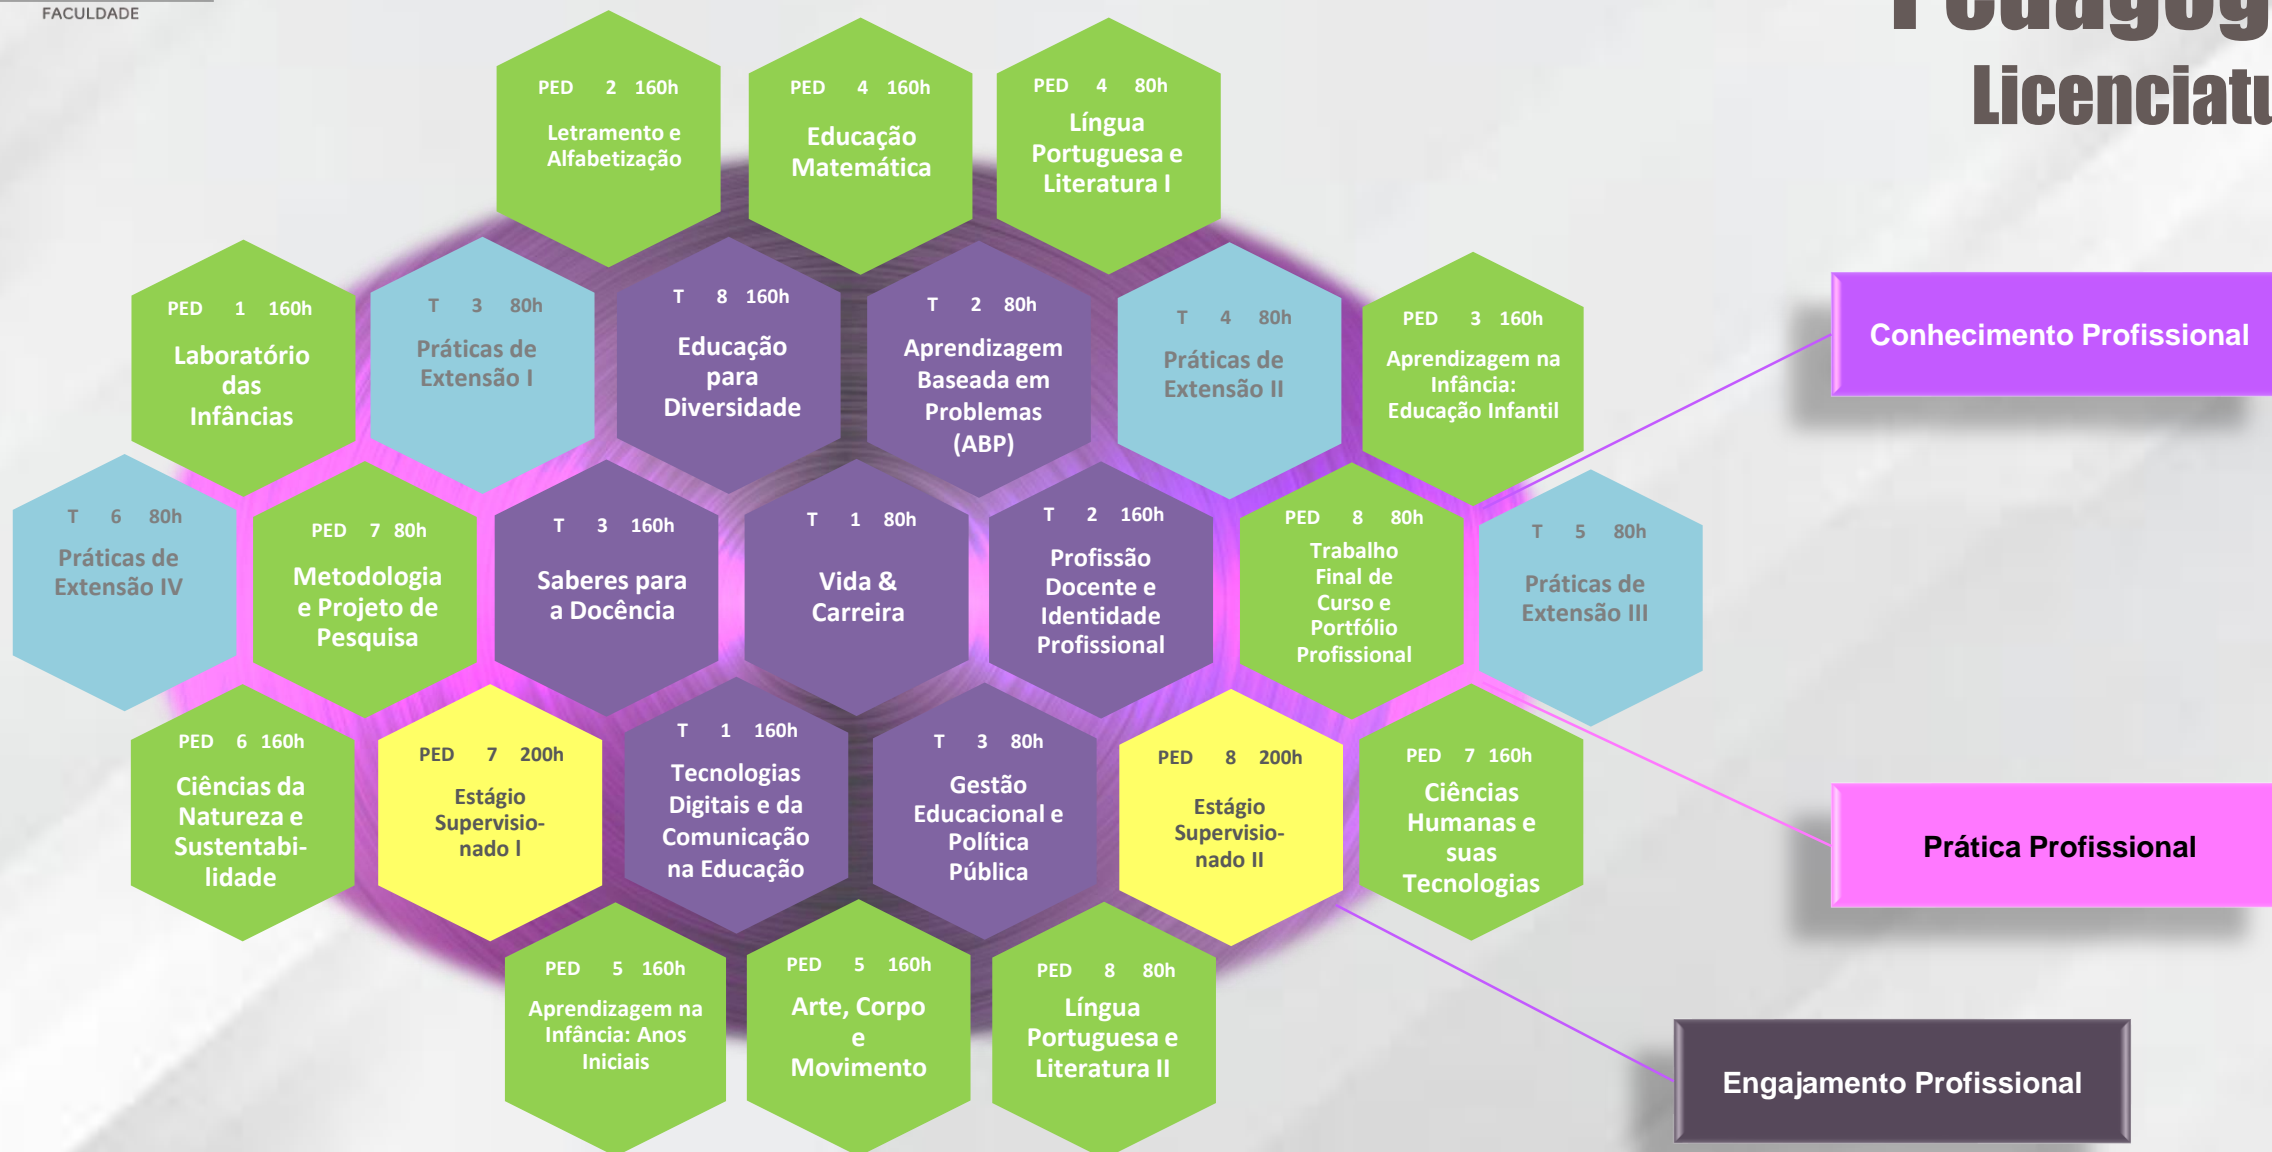 FACULDADE
Licenciatu
PED 2 160h
Letramento e
Alfabetização
PED 4 160h
Educação
Matemática
PED 4 80h
Língua
Portuguesa e
Literatura I
PED 1 160h
Laboratório
das
Infâncias
T 3 80h
Práticas de
Extensão I
T 8 160h
Educação
para
Diversidade
T 2 80h
Aprendizagem
Baseada em
Problemas
(ABP)
T 4 80h
Práticas de
Extensão II
PED 3 160h
Aprendizagem na
Infância:
Educação Infantil
Conhecimento Profissional
T 6 80h
Práticas de
Extensão IV
PED 7 80h
Metodologia
e Projeto de
Pesquisa
T 3 160h
Saberes para
a Docência
T 1 80h
Vida &
Carreira
T 2 160h
Profissão
Docente e
Identidade
Profissional
PED 8 80h
Trabalho
Final de
Curso e
Portfólio
Profissional
T 5 80h
Práticas de
Extensão III
PED 6 160h
Ciências da
Natureza e
Sustentabi-
lidade
PED 7 200h
Estágio
Supervisio-
nado I
T 1 160h
Tecnologias
Digitais e da
Comunicação
na Educação
T 3 80h
Gestão
Educacional e
Política
Pública
PED 8 200h
Estágio
Supervisio-
nado II
PED 7 160h
Ciências
Humanas e
suas
Tecnologias
Prática Profissional
PED 5 160h
Aprendizagem na
Infância: Anos
Iniciais
PED 5 160h
Arte, Corpo
e
Movimento
PED 8 80h
Língua
Portuguesa e
Literatura II
Engajamento Profissional